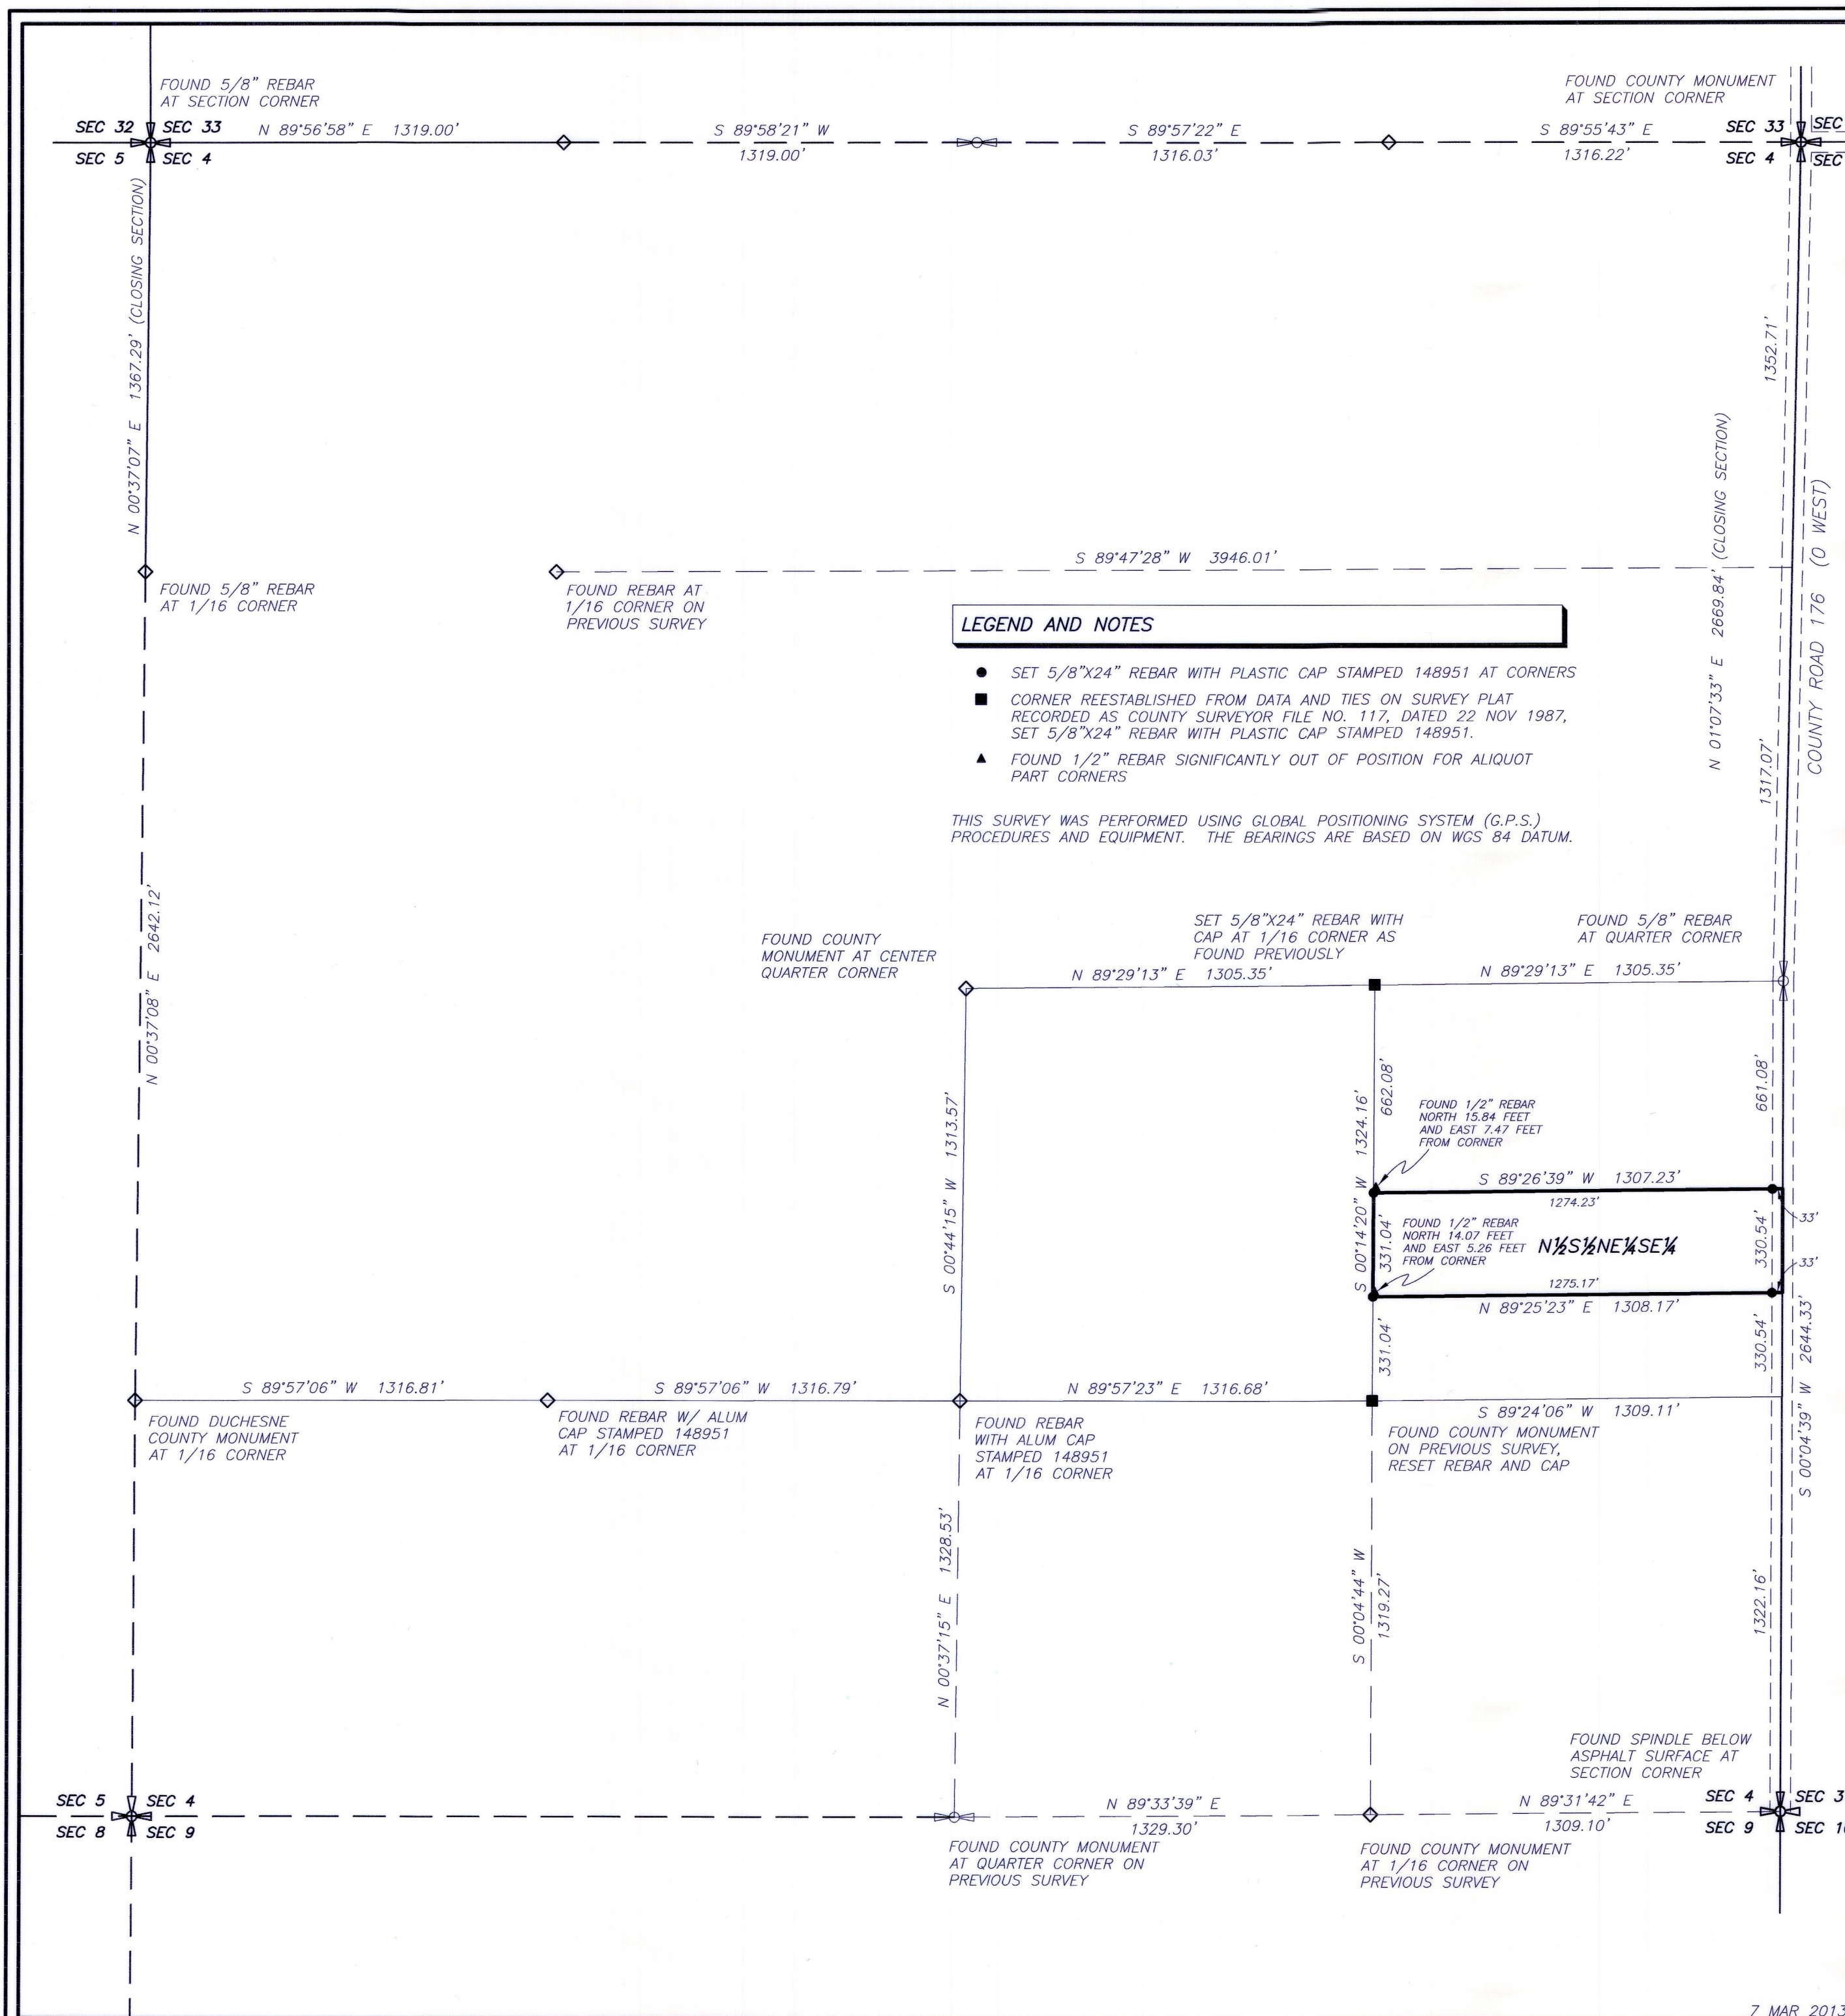 FOUND 5/8" REBAR
AT SECTION CORNER
FOUND COUNTY MONUMENT
AT SECTION CORNER
SEC 32
SEC 33
N 89°56'58" E 1319.00'
S 89°58'21" W
1319.00'
S 89°57'22" E
1316.03'
S 89°55'43" E
1316.22'
SEC 33
SEC
SEC 5
SEC 4
SEC 4
SEC
N 00°37'07" E 1367.29' (CLOSING SECTION)
1352.71'
N 01°07'33" E 2669.84' (CLOSING SECTION)
COUNTY ROAD 176 (0 WEST)
S 89°47'28" W 3946.01'
FOUND 5/8" REBAR
AT 1/16 CORNER
FOUND REBAR AT
1/16 CORNER ON
PREVIOUS SURVEY
LEGEND AND NOTES
● SET 5/8"X24" REBAR WITH PLASTIC CAP STAMPED 148951 AT CORNERS
■ CORNER REESTABLISHED FROM DATA AND TIES ON SURVEY PLAT
RECORDED AS COUNTY SURVEYOR FILE NO. 117, DATED 22 NOV 1987,
SET 5/8"X24" REBAR WITH PLASTIC CAP STAMPED 148951.
▲ FOUND 1/2" REBAR SIGNIFICANTLY OUT OF POSITION FOR ALIQUOT
PART CORNERS
THIS SURVEY WAS PERFORMED USING GLOBAL POSITIONING SYSTEM (G.P.S.)
PROCEDURES AND EQUIPMENT. THE BEARINGS ARE BASED ON WGS 84 DATUM.
1317.07'
N 00°37'08" E 2642.12'
FOUND COUNTY
MONUMENT AT CENTER
QUARTER CORNER
SET 5/8"X24" REBAR WITH
CAP AT 1/16 CORNER AS
FOUND PREVIOUSLY
FOUND 5/8" REBAR
AT QUARTER CORNER
N 89°29'13" E 1305.35'
N 89°29'13" E 1305.35'
S 00°44'15" W 1313.57'
S 00°14'20" W 1324.16'
662.08'
661.08'
FOUND 1/2" REBAR
NORTH 15.84 FEET
AND EAST 7.47 FEET
FROM CORNER
S 89°26'39" W 1307.23'
1274.23'
33'
331.04'
FOUND 1/2" REBAR
NORTH 14.07 FEET
AND EAST 5.26 FEET
FROM CORNER
N½S½NE¼SE¼
330.54'
33'
1275.17'
N 89°25'23" E 1308.17'
331.04'
330.54'
S 00°04'39" W 2644.33'
S 89°57'06" W 1316.81'
S 89°57'06" W 1316.79'
N 89°57'23" E 1316.68'
S 89°24'06" W 1309.11'
FOUND DUCHESNE
COUNTY MONUMENT
AT 1/16 CORNER
FOUND REBAR W/ ALUM
CAP STAMPED 148951
AT 1/16 CORNER
FOUND REBAR
WITH ALUM CAP
STAMPED 148951
AT 1/16 CORNER
FOUND COUNTY MONUMENT
ON PREVIOUS SURVEY,
RESET REBAR AND CAP
N 00°37'15" E 1328.53'
S 00°04'44" W
1319.27'
1322.16'
FOUND SPINDLE BELOW
ASPHALT SURFACE AT
SECTION CORNER
SEC 5
SEC 4
SEC 8
SEC 9
N 89°33'39" E
1329.30'
N 89°31'42" E
1309.10'
SEC 4
SEC 3
SEC 9
SEC 1
FOUND COUNTY MONUMENT
AT QUARTER CORNER ON
PREVIOUS SURVEY
FOUND COUNTY MONUMENT
AT 1/16 CORNER ON
PREVIOUS SURVEY
7 MAR 2013